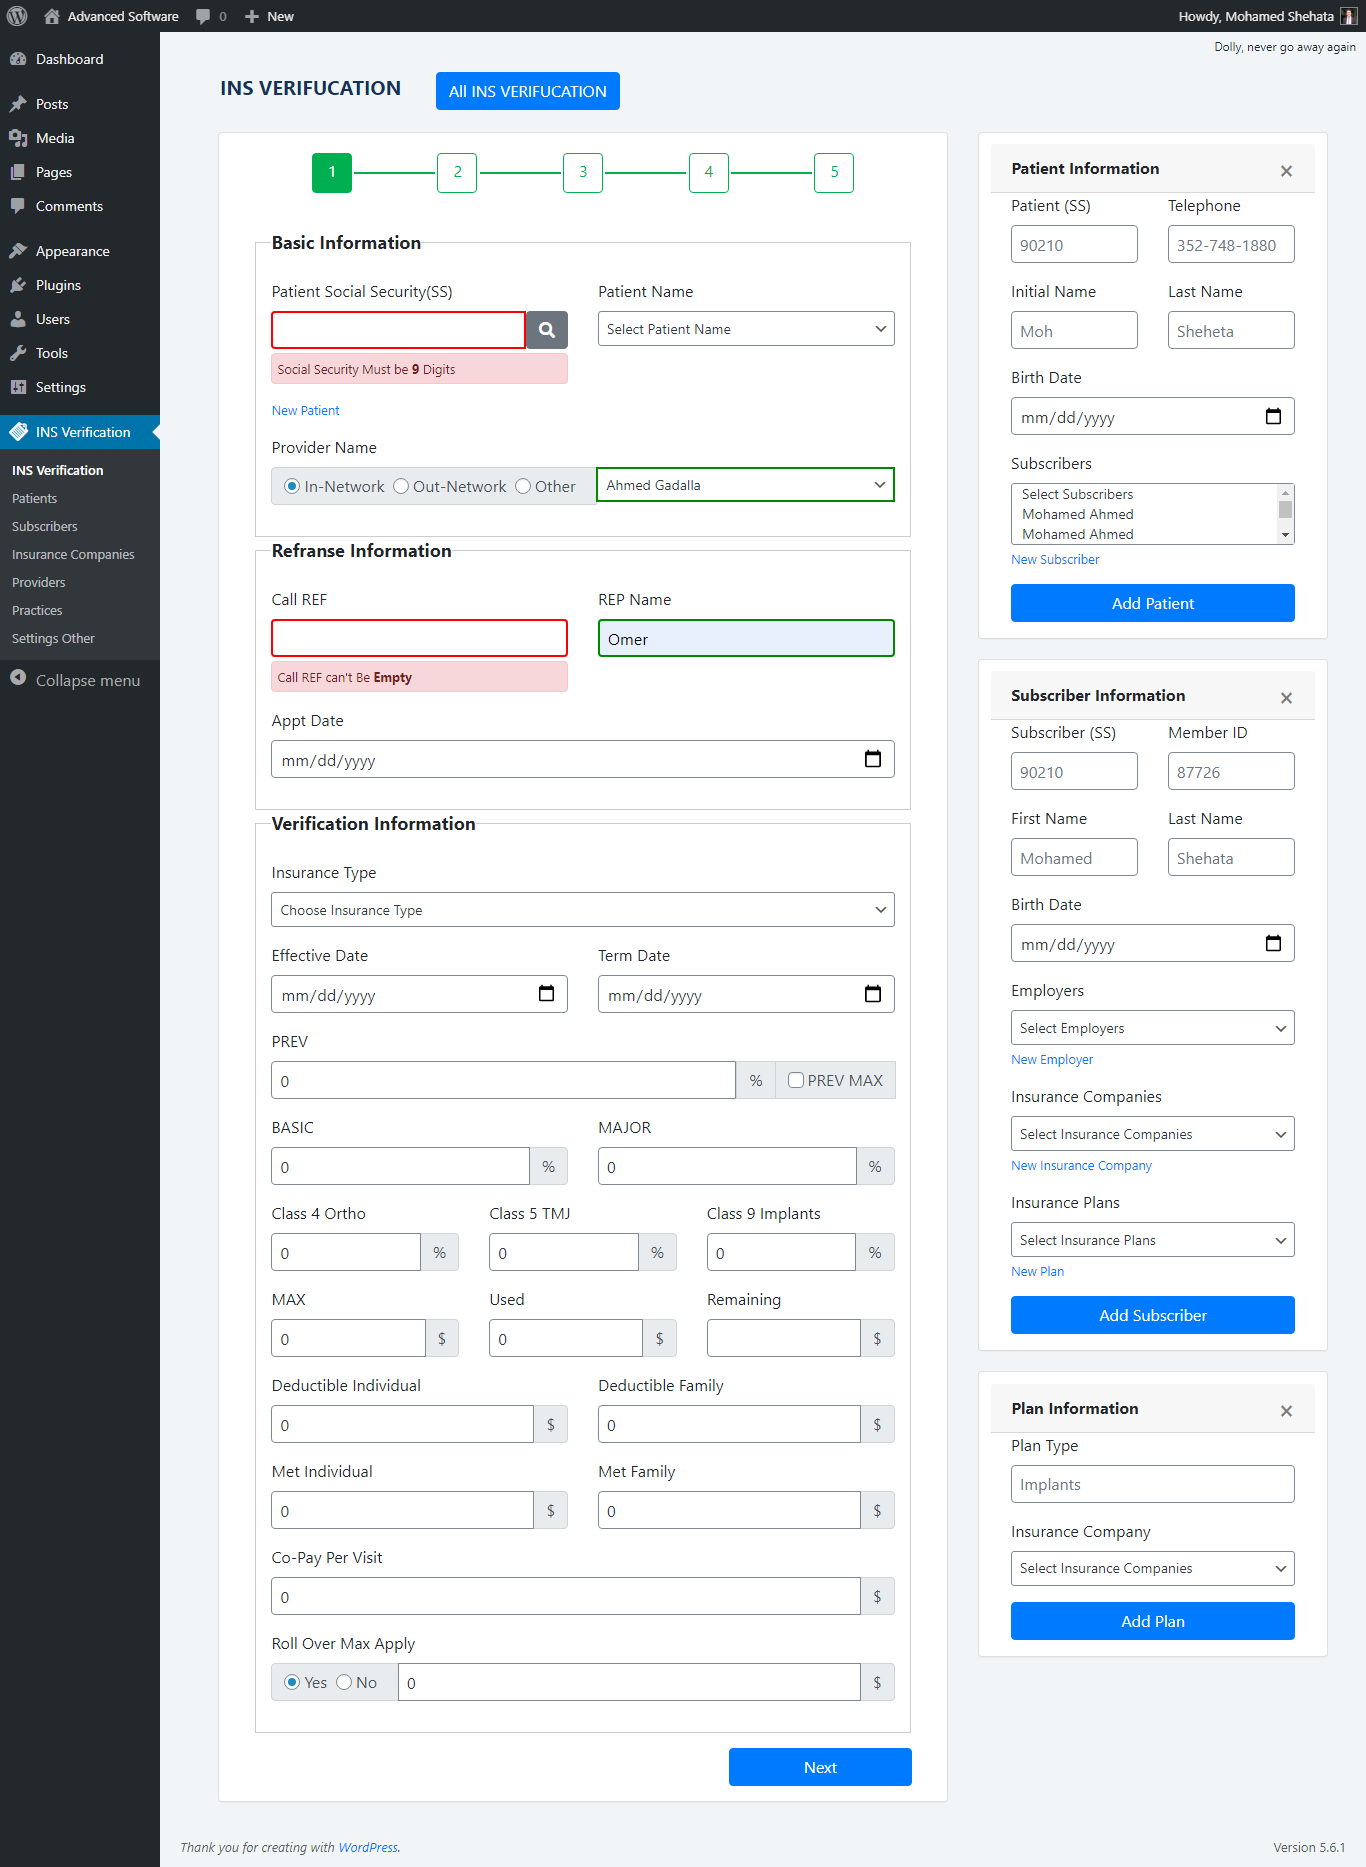 Advanced Software
0
New
Howdy, Mohamed Shehata
Dolly, never go away again
Dashboard
Posts
Media
Pages
Comments
Appearance
Plugins
Users
Tools
Settings
INS Verification
INS Verification
Patients
Subscribers
Insurance Companies
Providers
Practices
Settings Other
Collapse menu
INS VERIFUCATION
All INS VERIFUCATION
1 2 3 4 5
Basic Information
Patient Social Security(SS) Patient Name
Select Patient Name
Social Security Must be 9 Digits
New Patient
Provider Name
In-Network Out-Network Other Ahmed Gadalla
Refranse Information
Call REF REP Name
Omer
Call REF can't Be Empty
Appt Date
mm/dd/yyyy
Verification Information
Insurance Type
Choose Insurance Type
Effective Date Term Date
mm/dd/yyyy mm/dd/yyyy
PREV
0 % PREV MAX
BASIC MAJOR
0 % 0 %
Class 4 Ortho Class 5 TMJ Class 9 Implants
0 % 0 % 0 %
MAX Used Remaining
0 $ 0 $ $
Deductible Individual Deductible Family
0 $ 0 $
Met Individual Met Family
0 $ 0 $
Co-Pay Per Visit
0 $
Roll Over Max Apply
Yes No 0 $
Next
Patient Information ×
Patient (SS) Telephone
90210 352-748-1880
Initial Name Last Name
Moh Sheheta
Birth Date
mm/dd/yyyy
Subscribers
Select Subscribers
Mohamed Ahmed
Mohamed Ahmed
New Subscriber
Add Patient
Subscriber Information ×
Subscriber (SS) Member ID
90210 87726
First Name Last Name
Mohamed Shehata
Birth Date
mm/dd/yyyy
Employers
Select Employers
New Employer
Insurance Companies
Select Insurance Companies
New Insurance Company
Insurance Plans
Select Insurance Plans
New Plan
Add Subscriber
Plan Information ×
Plan Type
Implants
Insurance Company
Select Insurance Companies
Add Plan
Thank you for creating with WordPress.
Version 5.6.1